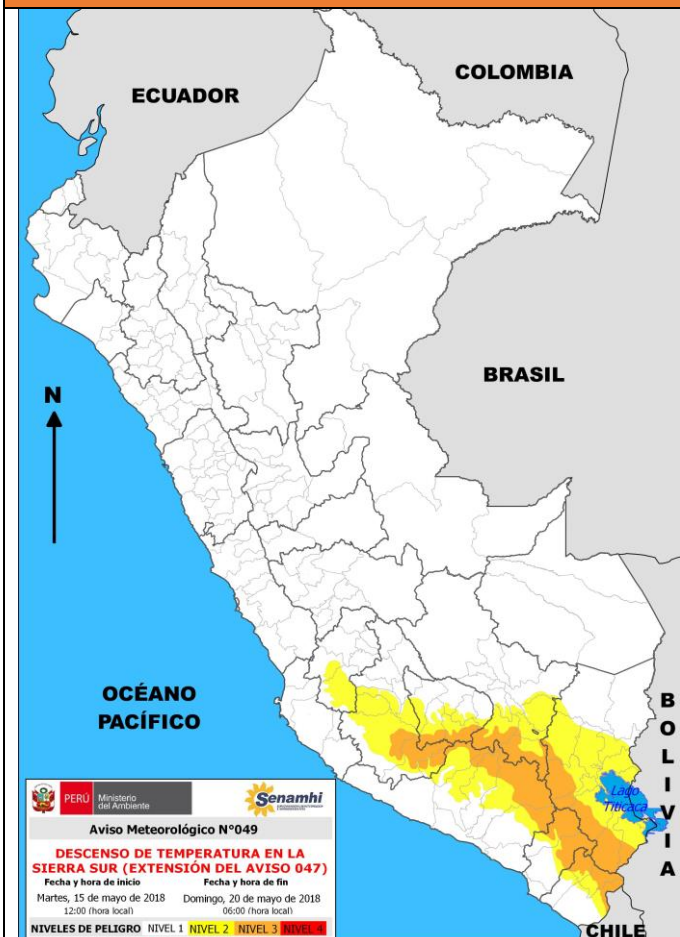 COLOMBIA
ECUADOR
BRASIL
N
OCÉANO
PACÍFICO
BOLIVIA
Lago
Titicaca
CHILE
PERÚ Ministerio
del Ambiente
Senamhi
Aviso Meteorológico N°049
DESCENSO DE TEMPERATURA EN LA
SIERRA SUR (EXTENSIÓN DEL AVISO 047)
Fecha y hora de inicio Fecha y hora de fin
Martes, 15 de mayo de 2018 Domingo, 20 de mayo de 2018
12:00 (hora local) 06:00 (hora local)
NIVELES DE PELIGRO NIVEL 1 NIVEL 2 NIVEL 3 NIVEL 4